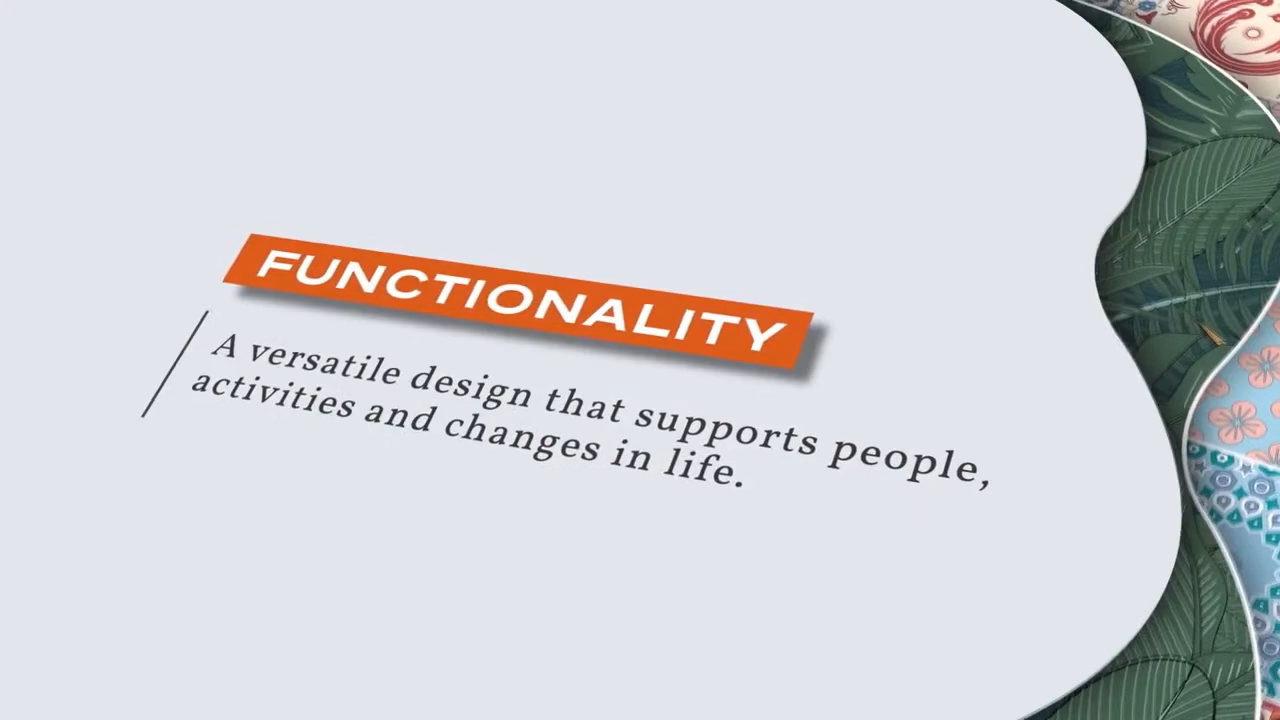 FUNCTIONALITY
A versatile design that supports people,
activities and changes in life.